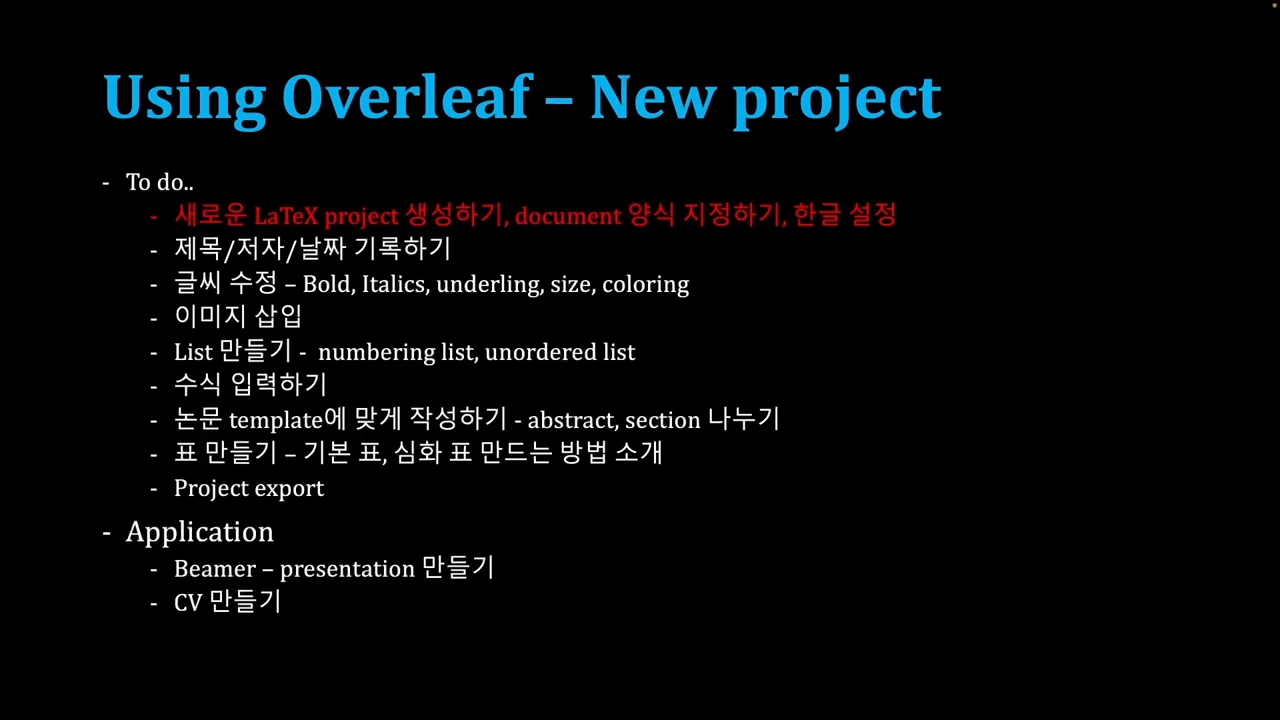 Using Overleaf – New project
- To do..
- 새로운 LaTeX project 생성하기, document 양식 지정하기, 한글 설정
- 제목/저자/날짜 기록하기
- 글씨 수정 – Bold, Italics, underling, size, coloring
- 이미지 삽입
- List 만들기 - numbering list, unordered list
- 수식 입력하기
- 논문 template에 맞게 작성하기 - abstract, section 나누기
- 표 만들기 – 기본 표, 심화 표 만드는 방법 소개
- Project export
- Application
- Beamer – presentation 만들기
- CV 만들기